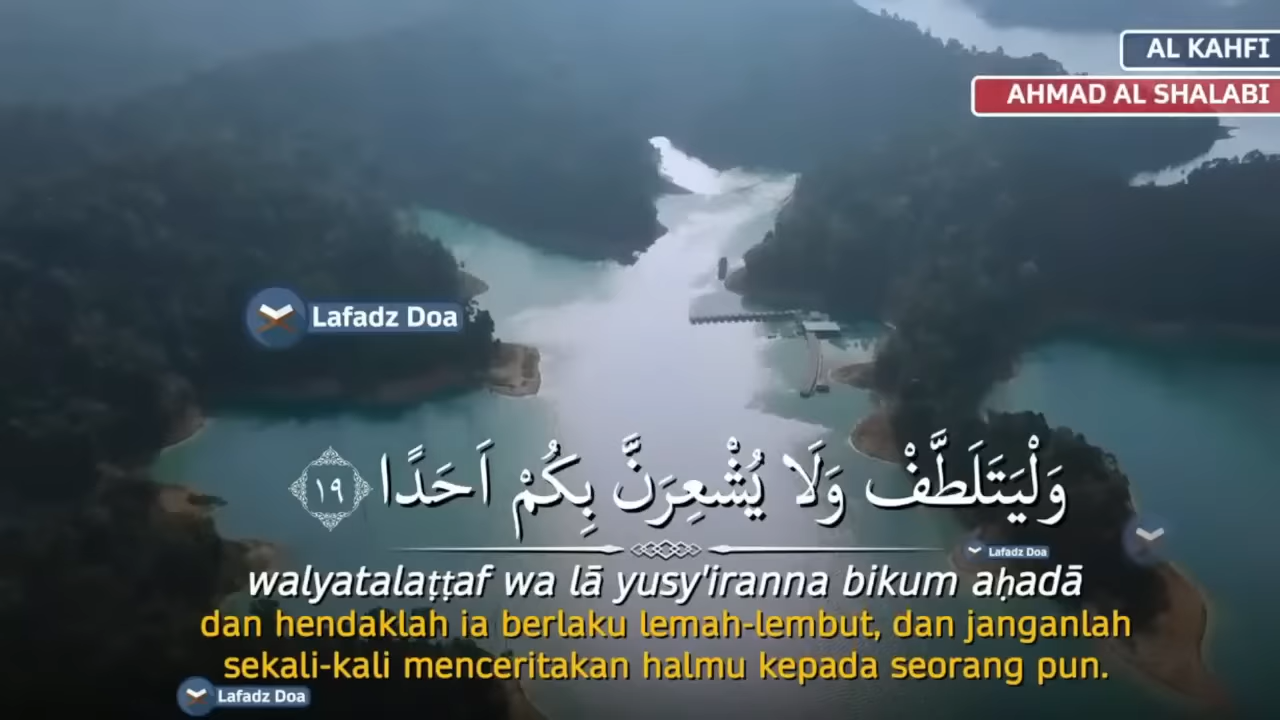 AL KAHFI
AHMAD AL SHALABI
Lafadz Doa
وَلْيَتَلَطَّفْ وَلَا يُشْعِرَنَّ بِكُمْ اَحَدًا ١٩
Lafadz Doa
walyatalaṭṭaf wa lā yusy'iranna bikum aḥadā
dan hendaklah ia berlaku lemah-lembut, dan janganlah
sekali-kali menceritakan halmu kepada seorang pun.
Lafadz Doa